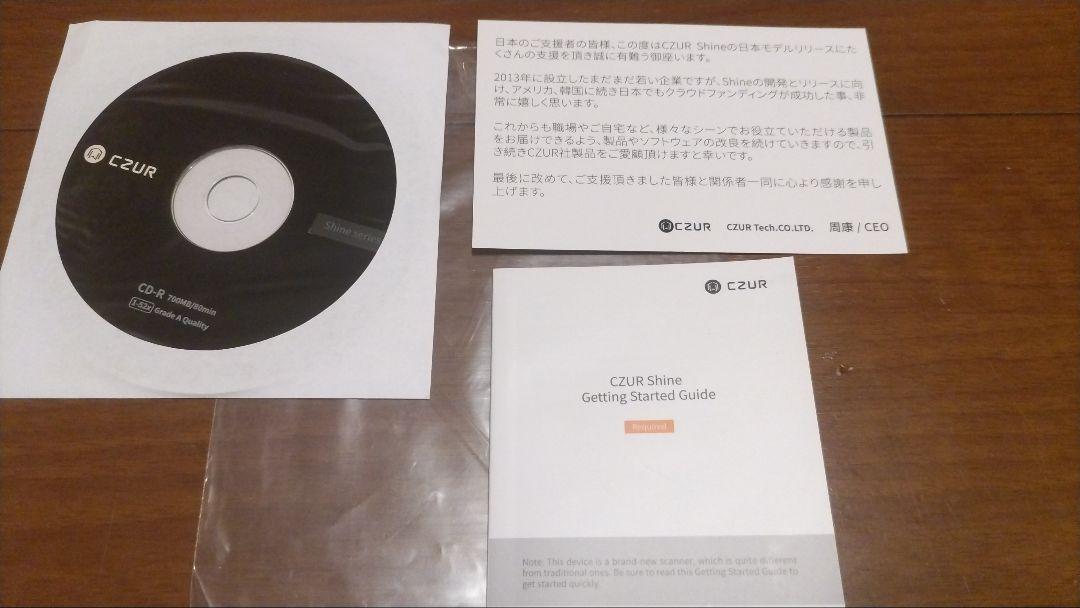 CZUR
Shine series
CD-R 700MB/80min
1-52x Grade A Quality
日本のご支援者の皆様、この度はCZUR Shineの日本モデルリリースにた
くさんの支援を頂き誠に有難う御座います。
2013年に設立したまだまだ若い企業ですが、Shineの開発とリリースに向
け、アメリカ、韓国に続き日本でもクラウドファンディングが成功した事、非
常に嬉しく思います。
これからも職場やご自宅など、様々なシーンでお役立ていただける製品
をお届けできるよう、製品やソフトウェアの改良を続けていきますので、引
き続きCZUR社製品をご愛顧頂けますと幸いです。
最後に改めて、ご支援頂きました皆様と関係者一同に心より感謝を申し
上げます。
CZUR CZUR Tech.CO.LTD. 周康 / CEO
CZUR
CZUR Shine
Getting Started Guide
Required
Note: This device is a brand-new scanner, which is quite different
from traditional ones. Be sure to read this Getting Started Guide to
get started quickly.